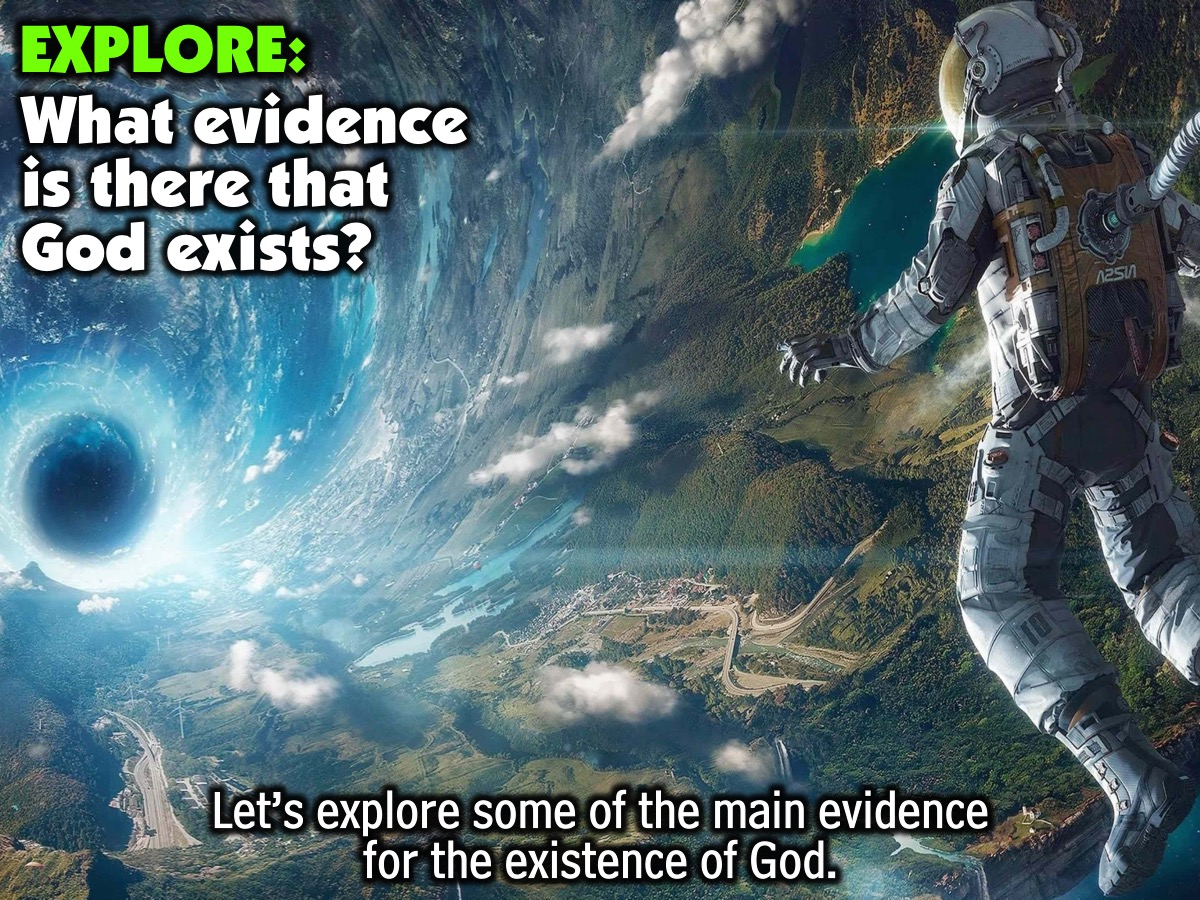 EXPLORE:
What evidence
is there that
God exists?
Let's explore some of the main evidence
for the existence of God.